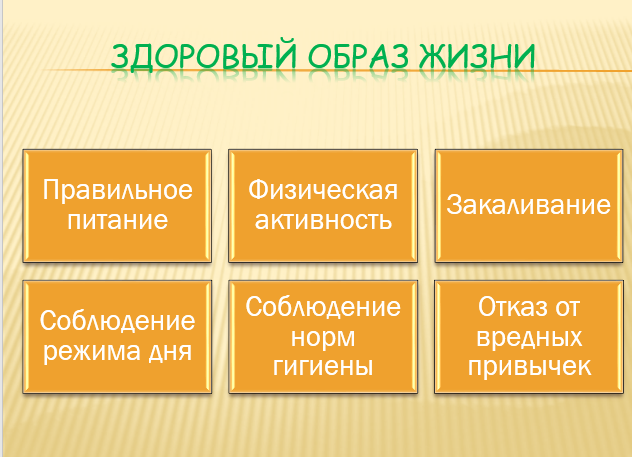 ЗДОРОВЫЙ ОБРАЗ ЖИЗНИ
Правильное
питание
Физическая
активность
Закаливание
Соблюдение
режима дня
Соблюдение
норм
гигиены
Отказ от
вредных
привычек